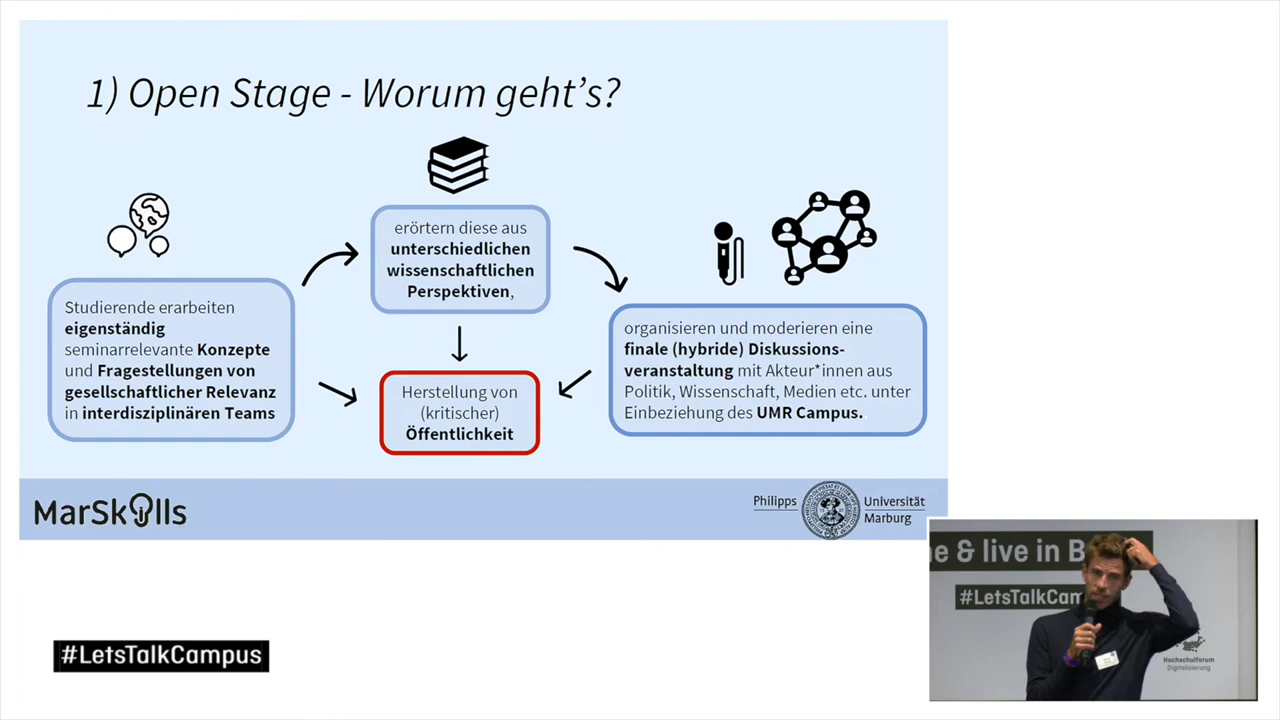 1) Open Stage - Worum geht's?
Studierende erarbeiten
eigenständig
seminarrelevante Konzepte
und Fragestellungen von
gesellschaftlicher Relevanz
in interdisziplinären Teams
erörtern diese aus
unterschiedlichen
wissenschaftlichen
Perspektiven,
organisieren und moderieren eine
finale (hybride) Diskussions-
veranstaltung mit Akteur*innen aus
Politik, Wissenschaft, Medien etc. unter
Einbeziehung des UMR Campus.
Herstellung von
(kritischer)
Öffentlichkeit
MarSkills
Philipps
Universität
Marburg
#LetsTalkCampus
& live in
#LetsTalkCam
Hochschulforum
Digitalisierung